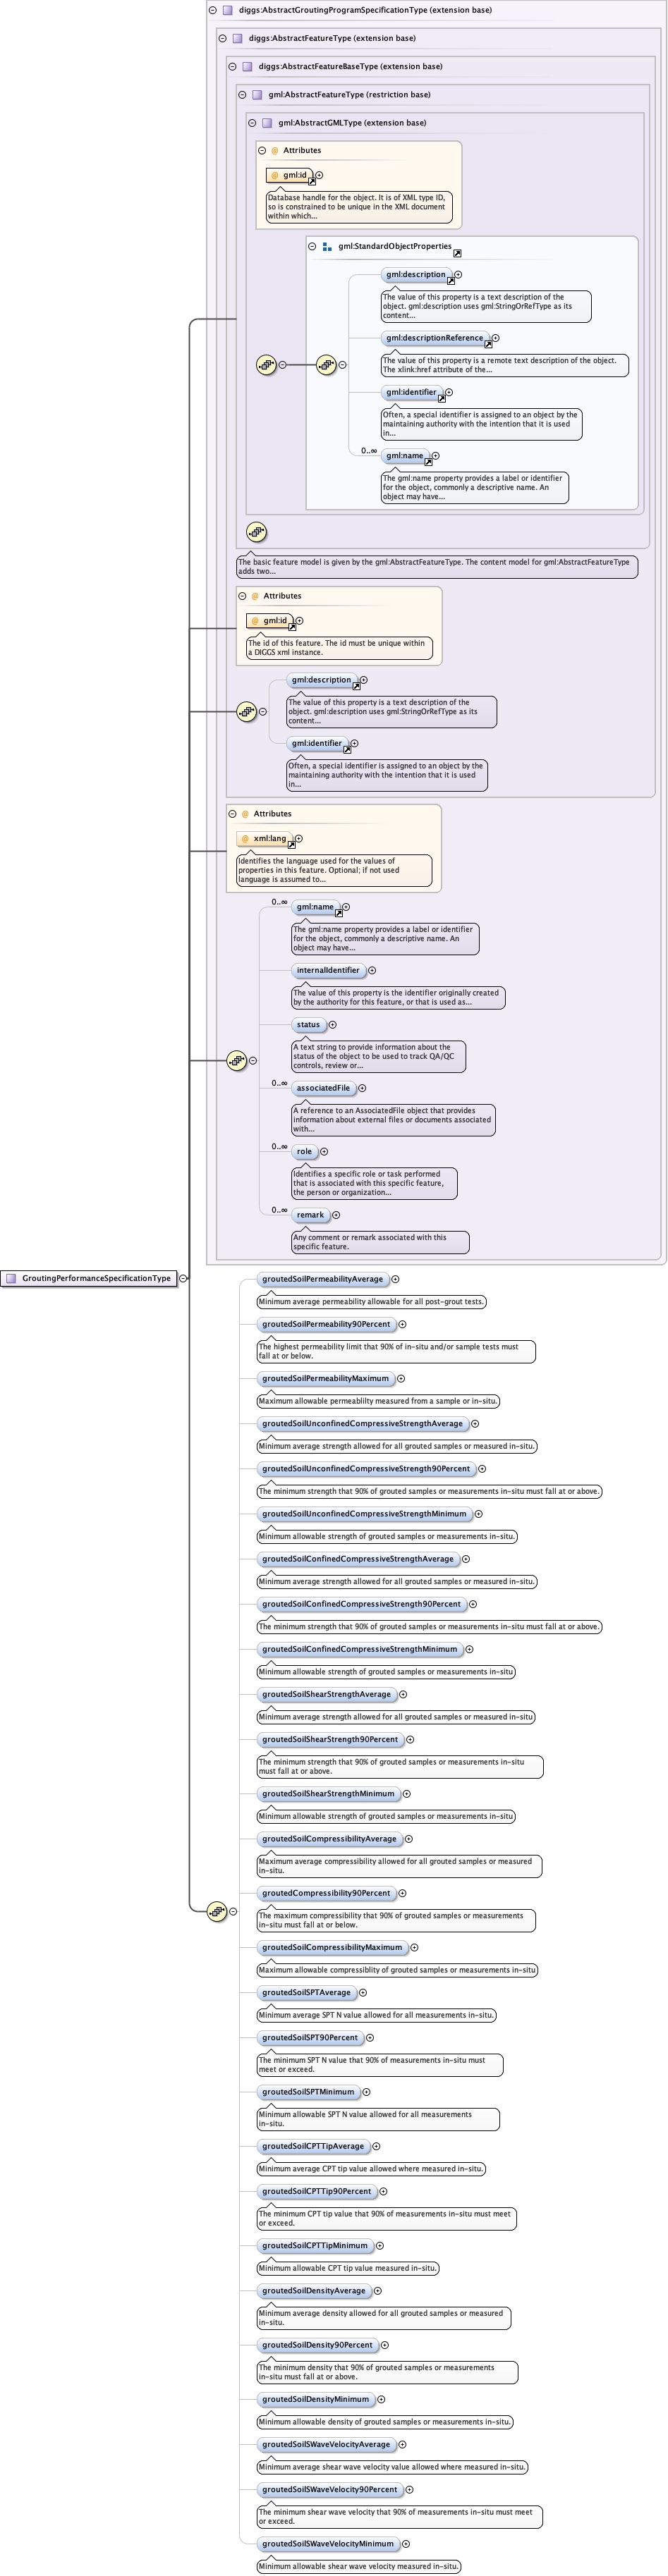 diggs:AbstractGroutingProgramSpecificationType (extension base)
diggs:AbstractFeatureType (extension base)
diggs:AbstractFeatureBaseType (extension base)
gml:AbstractFeatureType (restriction base)
gml:AbstractGMLType (extension base)
@ Attributes
@ gml:id
Database handle for the object. It is of XML type ID,
so is constrained to be unique in the XML document
within which...
gml:StandardObjectProperties
gml:description
The value of this property is a text description of the
object. gml:description uses gml:StringOrRefType as its
content...
gml:descriptionReference
The value of this property is a remote text description of the object.
The xlink:href attribute of the...
gml:identifier
Often, a special identifier is assigned to an object by the
maintaining authority with the intention that it is used
in...
0..∞
gml:name
The gml:name property provides a label or identifier
for the object, commonly a descriptive name. An
object may have...
The basic feature model is given by the gml:AbstractFeatureType. The content model for gml:AbstractFeatureType
adds two...
@ Attributes
@ gml:id
The id of this feature. The id must be unique within
a DIGGS xml instance.
gml:description
The value of this property is a text description of the
object. gml:description uses gml:StringOrRefType as its
content...
gml:identifier
Often, a special identifier is assigned to an object by the
maintaining authority with the intention that it is used
in...
@ Attributes
@ xml:lang
Identifies the language used for the values of
properties in this feature. Optional; if not used
language is assumed to...
0..∞
gml:name
The gml:name property provides a label or identifier
for the object, commonly a descriptive name. An
object may have...
internalIdentifier
The value of this property is the identifier originally created
by the authority for this feature, or that is used as...
status
A text string to provide information about the
status of the object to be used to track QA/QC
controls, review or...
0..∞
associatedFile
A reference to an AssociatedFile object that provides
information about external files or documents associated
with...
0..∞
role
Identifies a specific role or task performed
that is associated with this specific feature,
the person or organization...
0..∞
remark
Any comment or remark associated with this
specific feature.
GroutingPerformanceSpecificationType
groutedSoilPermeabilityAverage
Minimum average permeability allowable for all post-grout tests.
groutedSoilPermeability90Percent
The highest permeability limit that 90% of in-situ and/or sample tests must
fall at or below.
groutedSoilPermeabilityMaximum
Maximum allowable permeablilty measured from a sample or in-situ.
groutedSoilUnconfinedCompressiveStrengthAverage
Minimum average strength allowed for all grouted samples or measured in-situ.
groutedSoilUnconfinedCompressiveStrength90Percent
The minimum strength that 90% of grouted samples or measurements in-situ must fall at or above.
groutedSoilUnconfinedCompressiveStrengthMinimum
Minimum allowable strength of grouted samples or measurements in-situ.
groutedSoilConfinedCompressiveStrengthAverage
Minimum average strength allowed for all grouted samples or measured in-situ.
groutedSoilConfinedCompressiveStrength90Percent
The minimum strength that 90% of grouted samples or measurements in-situ must fall at or above.
groutedSoilConfinedCompressiveStrengthMinimum
Minimum allowable strength of grouted samples or measurements in-situ
groutedSoilShearStrengthAverage
Minimum average strength allowed for all grouted samples or measured in-situ
groutedSoilShearStrength90Percent
The minimum strength that 90% of grouted samples or measurements in-situ
must fall at or above.
groutedSoilShearStrengthMinimum
Minimum allowable strength of grouted samples or measurements in-situ
groutedSoilCompressibilityAverage
Maximum average compressibility allowed for all grouted samples or measured
in-situ.
groutedCompressibility90Percent
The maximum compressibility that 90% of grouted samples or measurements
in-situ must fall at or below.
groutedSoilCompressibilityMaximum
Maximum allowable compressiblity of grouted samples or measurements in-situ
groutedSoilSPTAverage
Minimum average SPT N value allowed for all measurements in-situ.
groutedSoilSPT90Percent
The minimum SPT N value that 90% of measurements in-situ must
meet or exceed.
groutedSoilSPTMinimum
Minimum allowable SPT N value allowed for all measurements
in-situ.
groutedSoilCPTTipAverage
Minimum average CPT tip value allowed where measured in-situ.
groutedSoilCPTTip90Percent
The minimum CPT tip value that 90% of measurements in-situ must meet
or exceed.
groutedSoilCPTTipMinimum
Minimum allowable CPT tip value measured in-situ.
groutedSoilDensityAverage
Minimum average density allowed for all grouted samples or measured
in-situ.
groutedSoilDensity90Percent
The minimum density that 90% of grouted samples or measurements
in-situ must fall at or above.
groutedSoilDensityMinimum
Minimum allowable density of grouted samples or measurements in-situ.
groutedSoilSWaveVelocityAverage
Minimum average shear wave velocity value allowed where measured in-situ.
groutedSoilSWaveVelocity90Percent
The minimum shear wave velocity that 90% of measurements in-situ must meet
or exceed.
groutedSoilSWaveVelocityMinimum
Minimum allowable shear wave velocity measured in-situ.